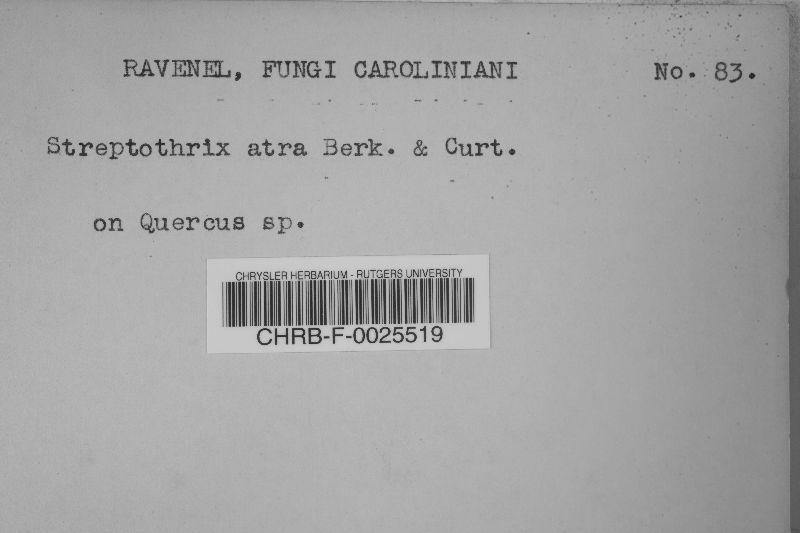 RAVENEL, FUNGI CAROLINIANI No. 83.
Streptothrix atra Berk. & Curt.
on Quercus sp.
CHRYSLER HERBARIUM - RUTGERS UNIVERSITY
CHRB-F-0025519